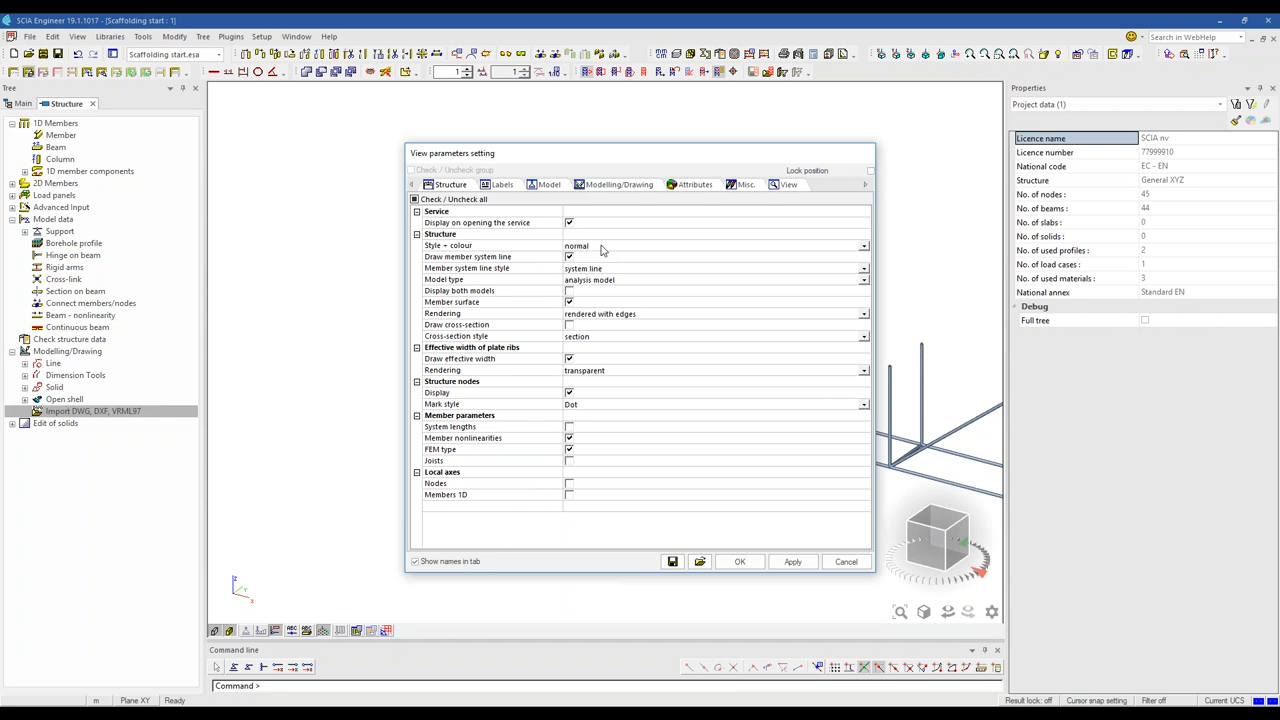 SCIA Engineer 19.1.1017 - [Scaffolding start : 1]
File Edit View Libraries Tools Modify Tree Plugins Setup Window Help
Search in WebHelp
Scaffolding start.esa
1
1
Tree
Main Structure
1D Members
Member
Beam
Column
1D member components
2D Members
Load panels
Advanced Input
Model data
Support
Borehole profile
Hinge on beam
Rigid arms
Cross-link
Section on beam
Connect members/nodes
Beam - nonlinearity
Continuous beam
Check structure data
Modelling/Drawing
Line
Dimension Tools
Solid
Open shell
Import DWG, DXF, VRML97
Edit of solids
View parameters setting
Check / Uncheck group
Lock position
Structure Labels Model Modelling/Drawing Attributes Misc. View
Check / Uncheck all
Service
Display on opening the service
Structure
Style + colour normal
Draw member system line
Member system line style system line
Model type analysis model
Display both models
Member surface
Rendering rendered with edges
Draw cross-section
Cross-section style section
Effective width of plate ribs
Draw effective width
Rendering transparent
Structure nodes
Display
Mark style Dot
Member parameters
System lengths
Member nonlinearities
FEM type
Joists
Local axes
Nodes
Members 1D
Show names in tab
OK Apply Cancel
Z
Y
X
ABC
Properties
Project data (1)
Licence name SCIA nv
Licence number 77999910
National code EC - EN
Structure General XYZ
No. of nodes : 45
No. of beams : 44
No. of slabs : 0
No. of solids : 0
No. of used profiles : 2
No. of load cases : 1
No. of used materials : 3
National annex Standard EN
Debug
Full tree
Command line
Command >
m Plane XY Ready
Result lock: off Cursor snap setting Filter off Current UCS